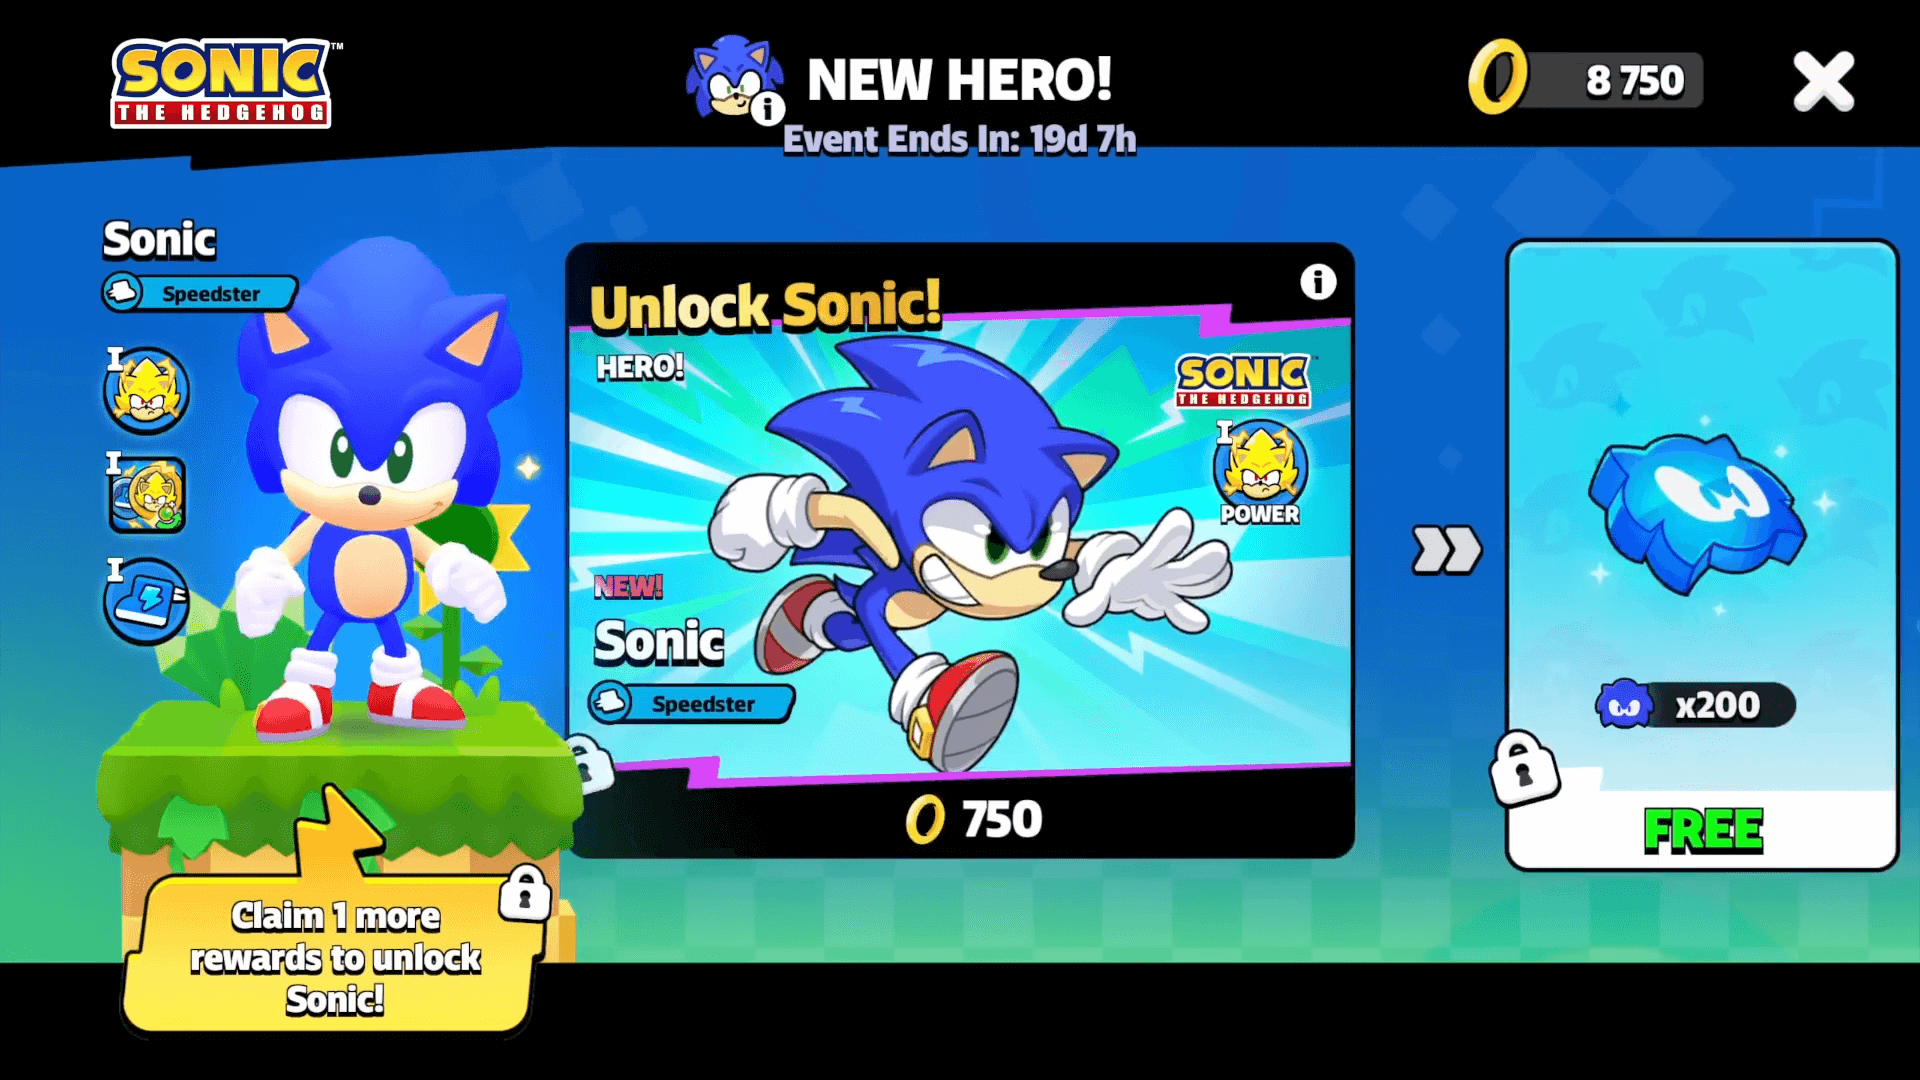 SONIC™
THE HEDGEHOG
NEW HERO!
Event Ends In: 19d 7h
8 750
Sonic
Speedster
I
I
I
Claim 1 more
rewards to unlock
Sonic!
Unlock Sonic!
HERO!
SONIC
THE HEDGEHOG
I
POWER
NEW!
Sonic
Speedster
750
x200
FREE